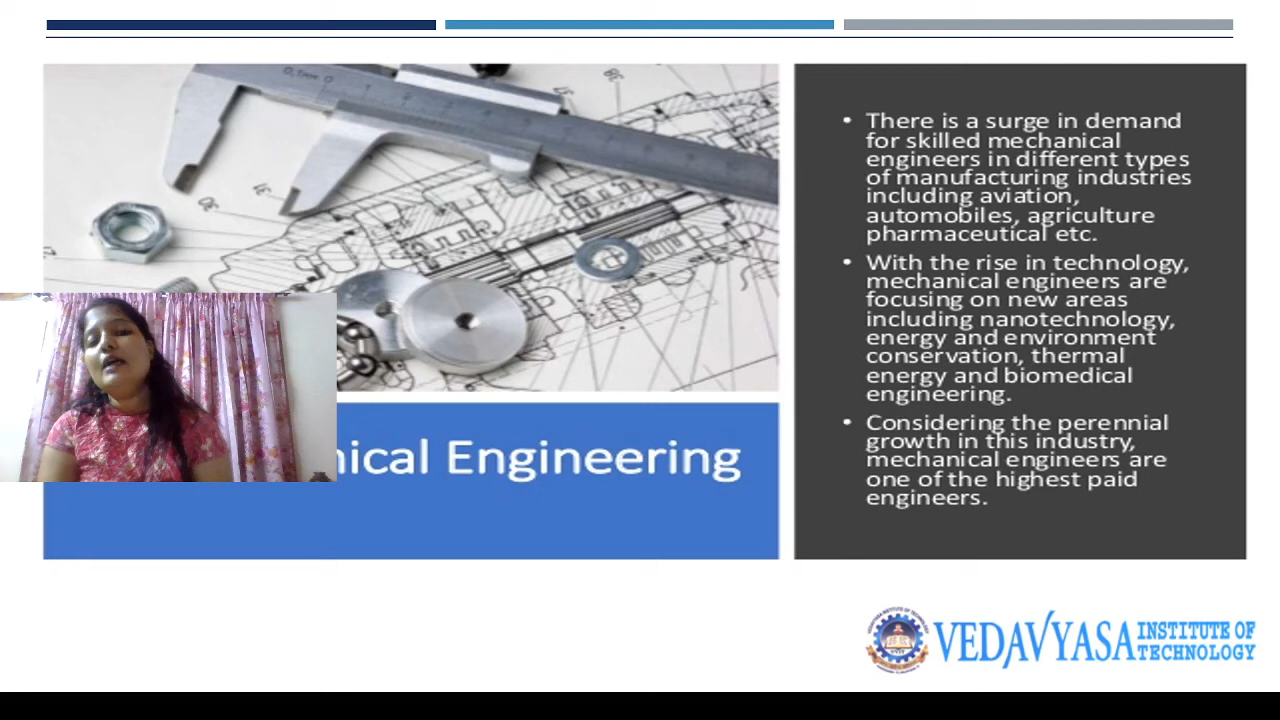 0,1mm 0
• There is a surge in demand
for skilled mechanical
engineers in different types
of manufacturing industries
including aviation,
automobiles, agriculture
pharmaceutical etc.
• With the rise in technology,
mechanical engineers are
focusing on new areas
including nanotechnology,
energy and environment
conservation, thermal
energy and biomedical
engineering.
• Considering the perennial
growth in this industry,
mechanical engineers are
one of the highest paid
engineers.
nical Engineering
VEDAVYASA INSTITUTE OF
TECHNOLOGY